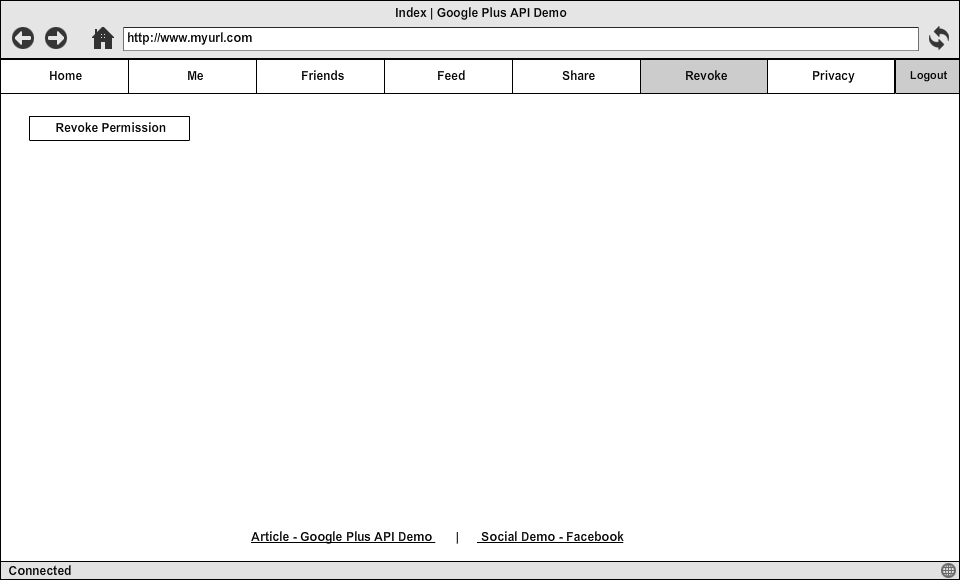 Index | Google Plus API Demo
http://www.myurl.com
Home Me Friends Feed Share Revoke Privacy Logout
Revoke Permission
Article - Google Plus API Demo | Social Demo - Facebook
Connected